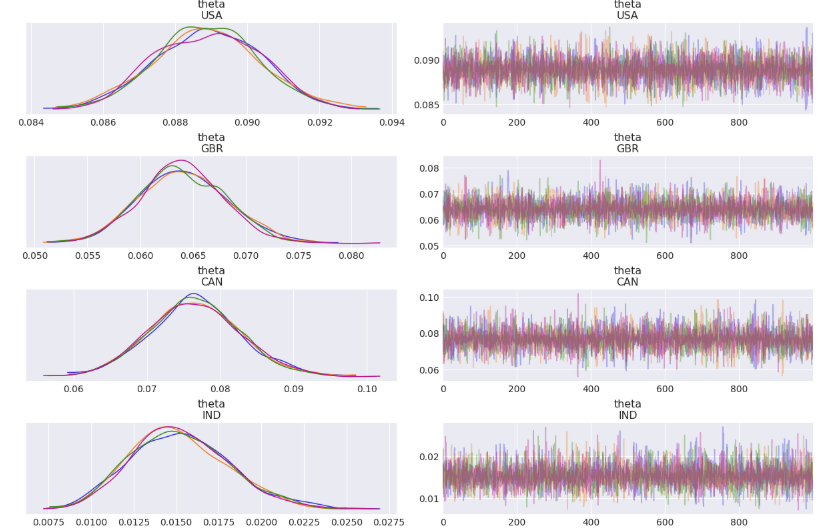 theta
USA
0.084 0.086 0.088 0.090 0.092 0.094
theta
USA
0.090
0.085
0 200 400 600 800
theta
GBR
0.050 0.055 0.060 0.065 0.070 0.075 0.080
theta
GBR
0.08
0.07
0.06
0.05
0 200 400 600 800
theta
CAN
0.06 0.07 0.08 0.09 0.10
theta
CAN
0.10
0.08
0.06
0 200 400 600 800
theta
IND
0.0075 0.0100 0.0125 0.0150 0.0175 0.0200 0.0225 0.0250 0.0275
theta
IND
0.02
0.01
0 200 400 600 800